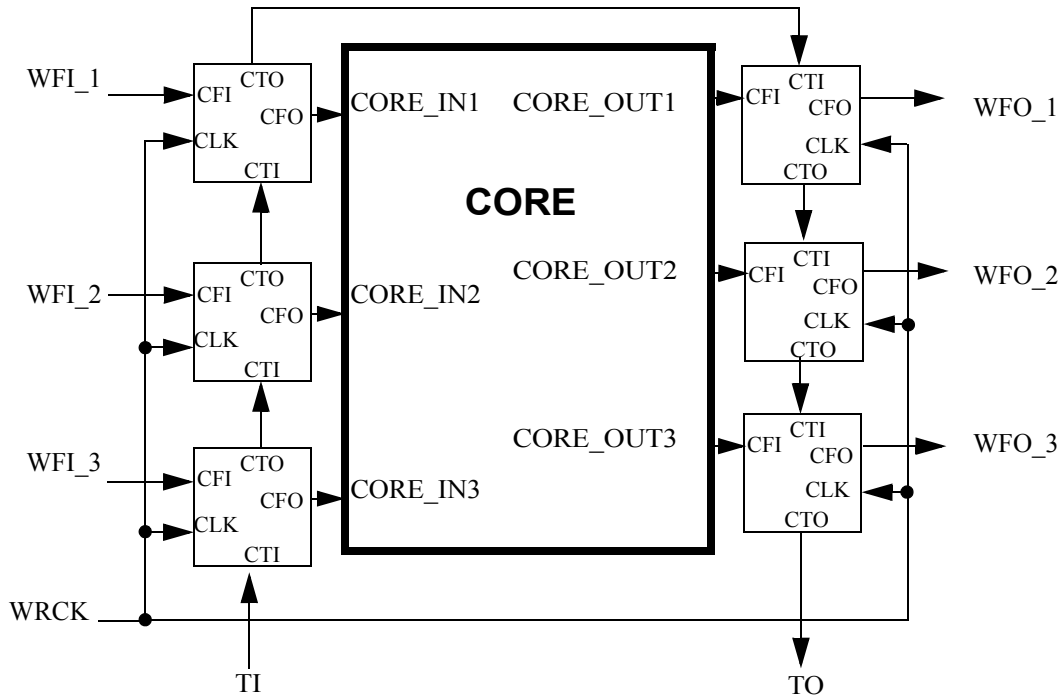 WFI_1
CTO
CFI
CFO
CLK
CTI
WFI_2
CTO
CFI
CFO
CLK
CTI
WFI_3
CTO
CFI
CFO
CLK
CTI
WRCK
TI
CORE_IN1
CORE_OUT1
CORE
CORE_IN2
CORE_OUT2
CORE_IN3
CORE_OUT3
CTI
CFI
CFO
CLK
CTO
WFO_1
CTI
CFI
CFO
CLK
CTO
WFO_2
CTI
CFI
CFO
CLK
CTO
WFO_3
TO